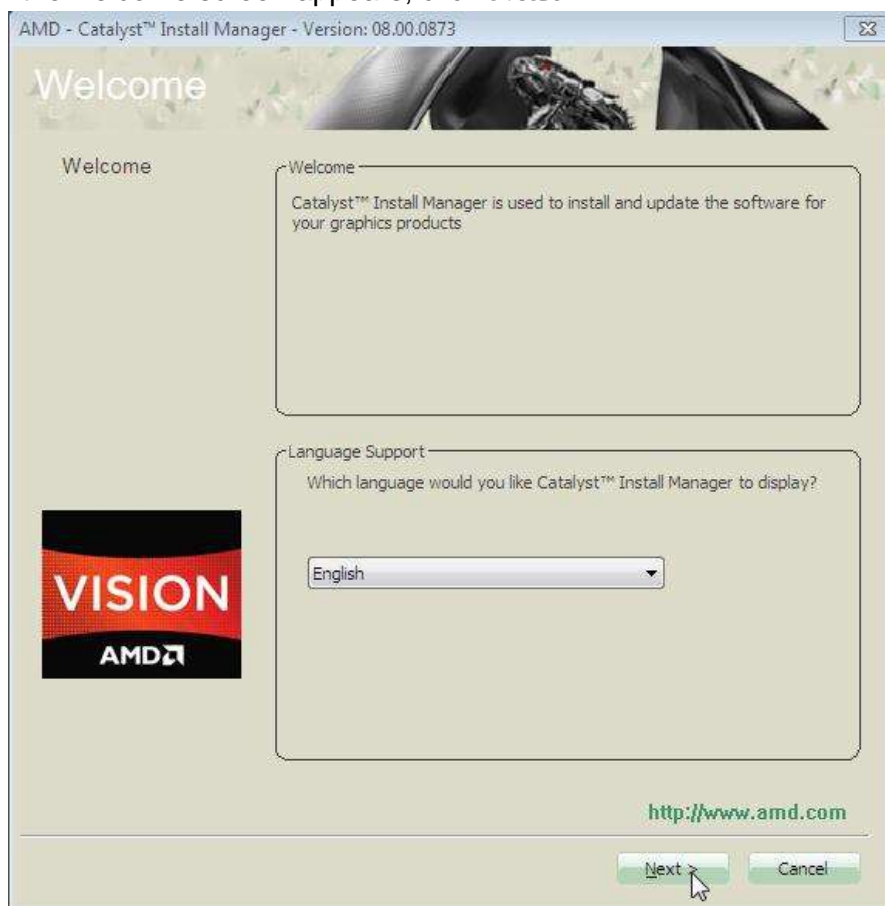 AMD - Catalyst™ Install Manager - Version: 08.00.0873
Welcome
Welcome
Welcome
Catalyst™ Install Manager is used to install and update the software for
your graphics products
Language Support
Which language would you like Catalyst™ Install Manager to display?
English
VISION
AMD
http://www.amd.com
Next >
Cancel